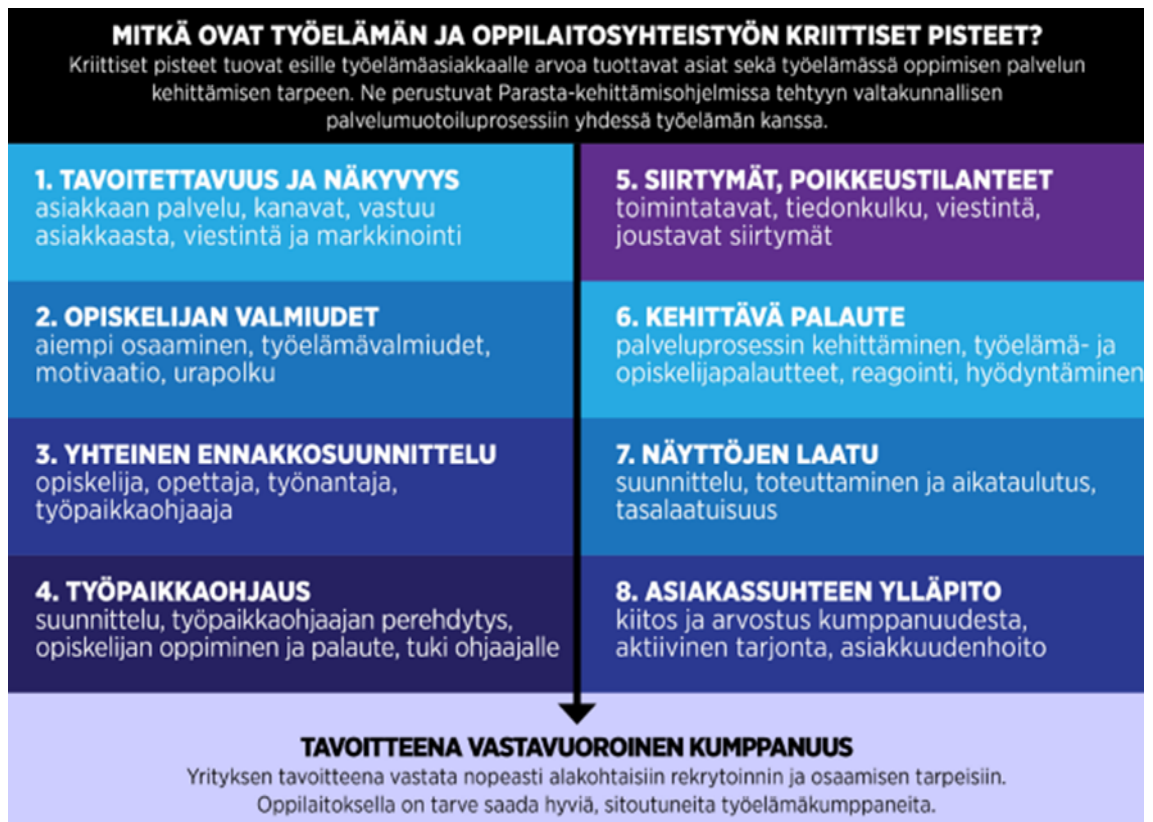 MITKÄ OVAT TYÖELÄMÄN JA OPPILAITOSYHTEISTYÖN KRIITTISET PISTEET?
Kriittiset pisteet tuovat esille työelämäasiakkaalle arvoa tuottavat asiat sekä työelämässä oppimisen palvelun
kehittämisen tarpeen. Ne perustuvat Parasta-kehittämisohjelmissa tehtyyn valtakunnallisen
palvelumuotoiluprosessiin yhdessä työelämän kanssa.
1. TAVOITETTAVUUS JA NÄKYVYYS
asiakkaan palvelu, kanavat, vastuu
asiakkaasta, viestintä ja markkinointi
2. OPISKELIJAN VALMIUDET
aiempi osaaminen, työelämävalmiudet,
motivaatio, urapolku
3. YHTEINEN ENNAKKOSUUNNITTELU
opiskelija, opettaja, työnantaja,
työpaikkaohjaaja
4. TYÖPAIKKAOHJAUS
suunnittelu, työpaikkaohjaajan perehdytys,
opiskelijan oppiminen ja palaute, tuki ohjaajalle
5. SIIRTYMÄT, POIKKEUSTILANTEET
toimintatavat, tiedonkulku, viestintä,
joustavat siirtymät
6. KEHITTÄVÄ PALAUTE
palveluprosessin kehittäminen, työelämä- ja
opiskelijapalautteet, reagointi, hyödyntäminen
7. NÄYTTÖJEN LAATU
suunnittelu, toteuttaminen ja aikataulutus,
tasalaatuisuus
8. ASIAKASSUHTEEN YLLÄPITO
kiitos ja arvostus kumppanuudesta,
aktiivinen tarjonta, asiakkuudenhoito
TAVOITTEENA VASTAVUOROINEN KUMPPANUUS
Yrityksen tavoitteena vastata nopeasti alakohtaisiin rekrytoinnin ja osaamisen tarpeisiin.
Oppilaitoksella on tarve saada hyviä, sitoutuneita työelämäkumppaneita.